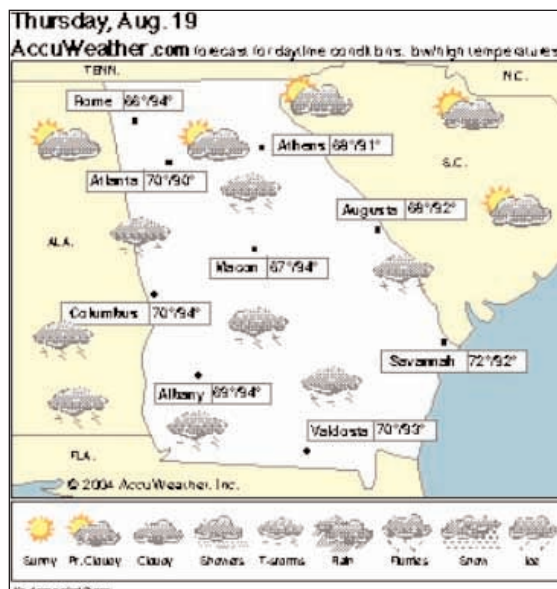 Thursday, Aug. 19
AccuWeather.com forecast for daytime conditions, low/high temperatures
TENN.
N.C.
Rome 66°/94°
Athens 68°/91°
S.C.
Atlanta 70°/90°
Augusta 68°/92°
ALA.
Macon 67°/94°
Columbus 70°/94°
Savannah 72°/92°
Albany 69°/94°
Valdosta 70°/93°
FLA.
© 2004 AccuWeather, Inc.
Sunny Pt. Cloudy Cloudy Showers T-storms Rain Flurries Snow Ice